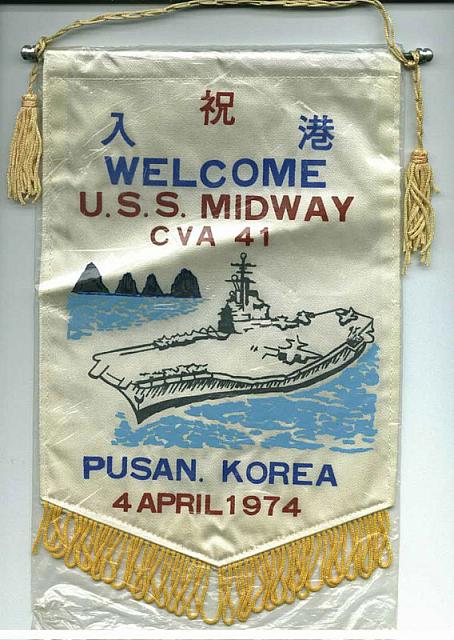 祝
入 港
WELCOME
U.S.S. MIDWAY
CVA 41
PUSAN. KOREA
4 APRIL 1974